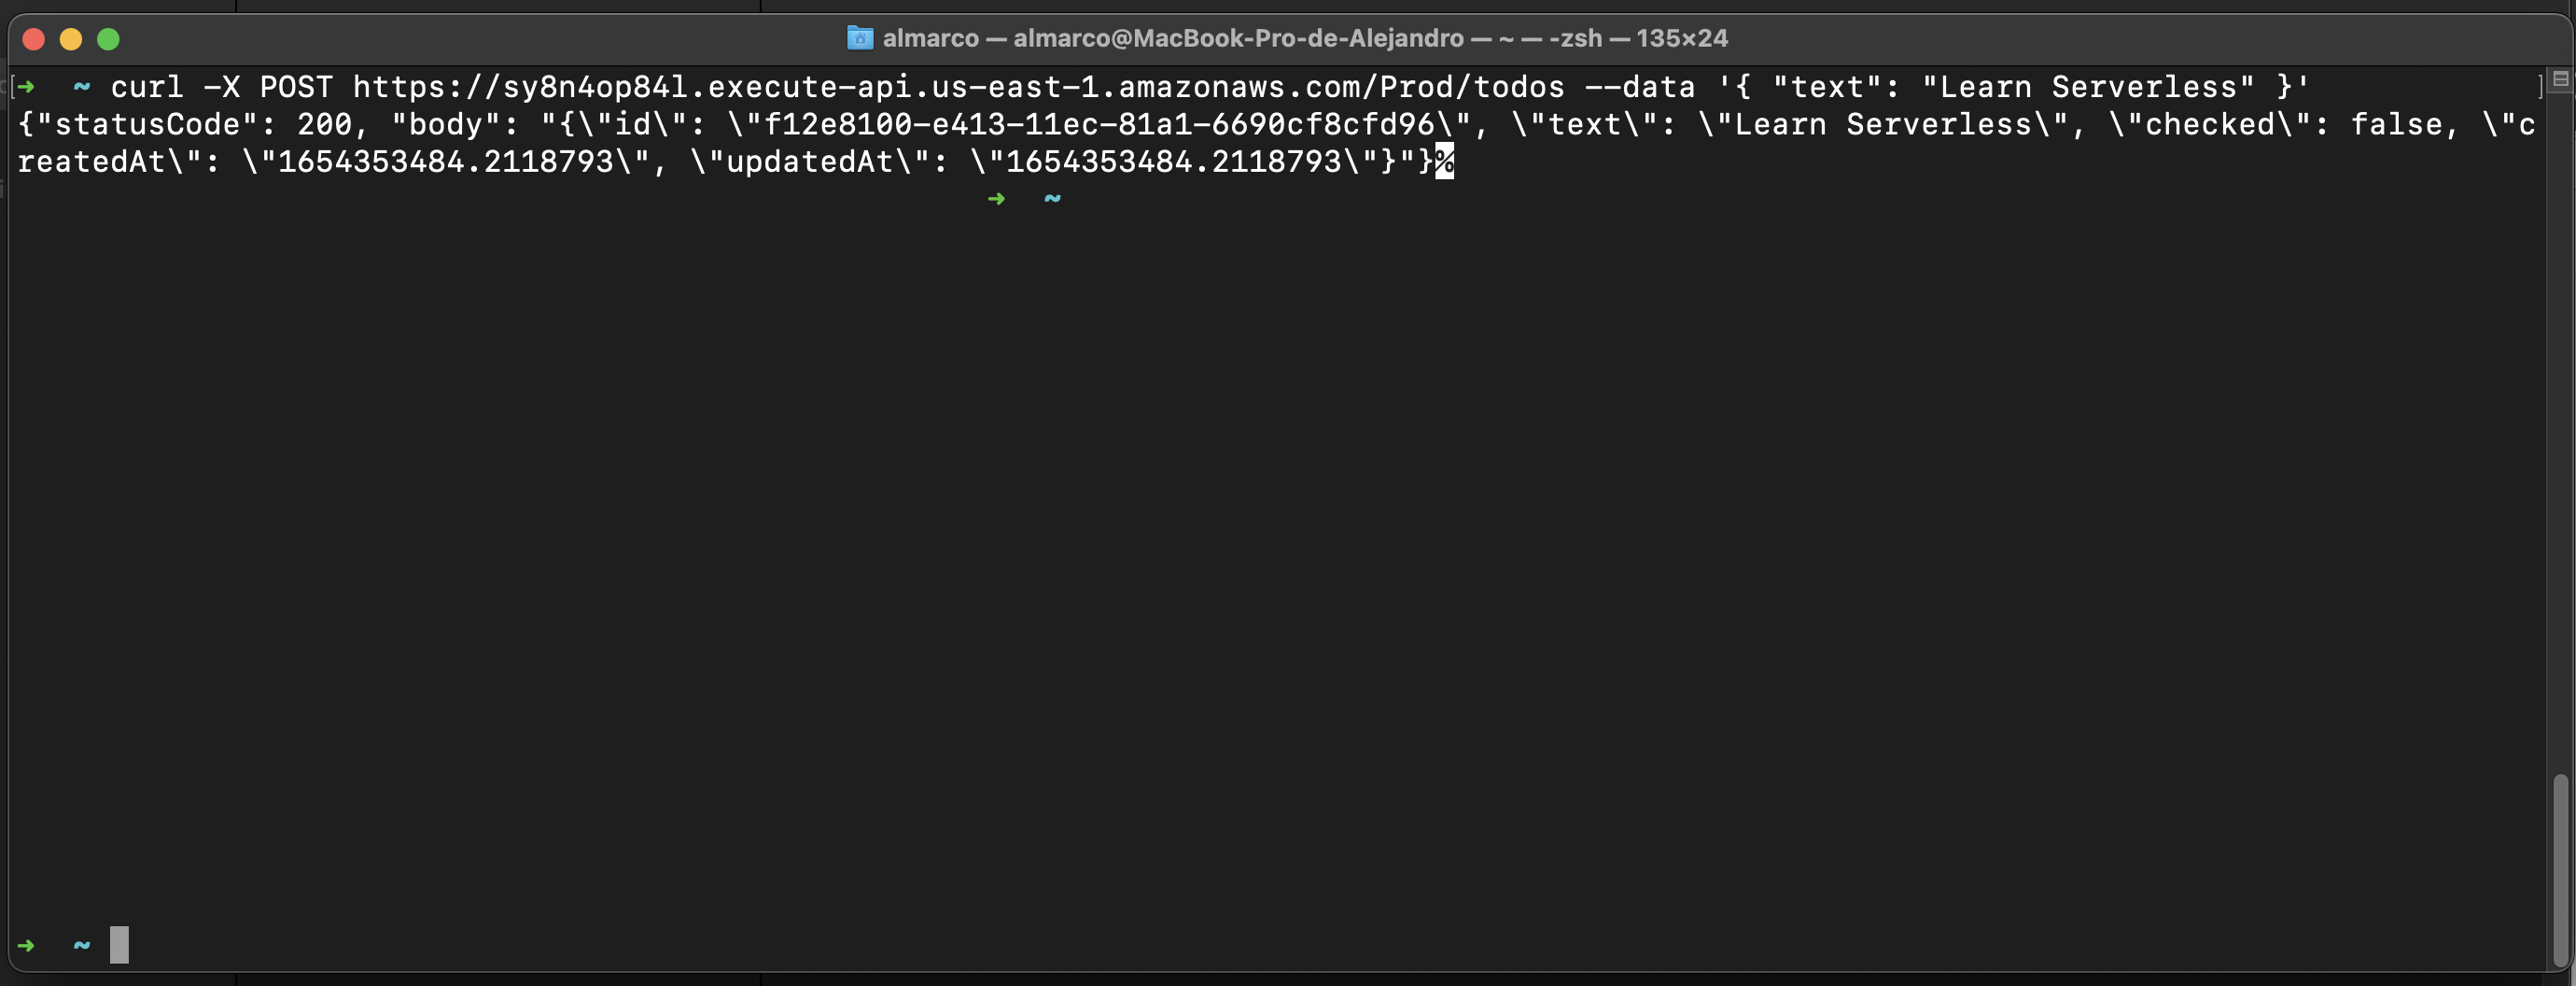 almarco — almarco@MacBook-Pro-de-Alejandro — ~ — -zsh — 135×24
[➜ ~ curl -X POST https://sy8n4op84l.execute-api.us-east-1.amazonaws.com/Prod/todos --data '{ "text": "Learn Serverless" }' ]
{"statusCode": 200, "body": "{\"id\": \"f12e8100-e413-11ec-81a1-6690cf8cfd96\", \"text\": \"Learn Serverless\", \"checked\": false, \"c
reatedAt\": \"1654353484.2118793\", \"updatedAt\": \"1654353484.2118793\"}"}%
➜ ~
➜ ~